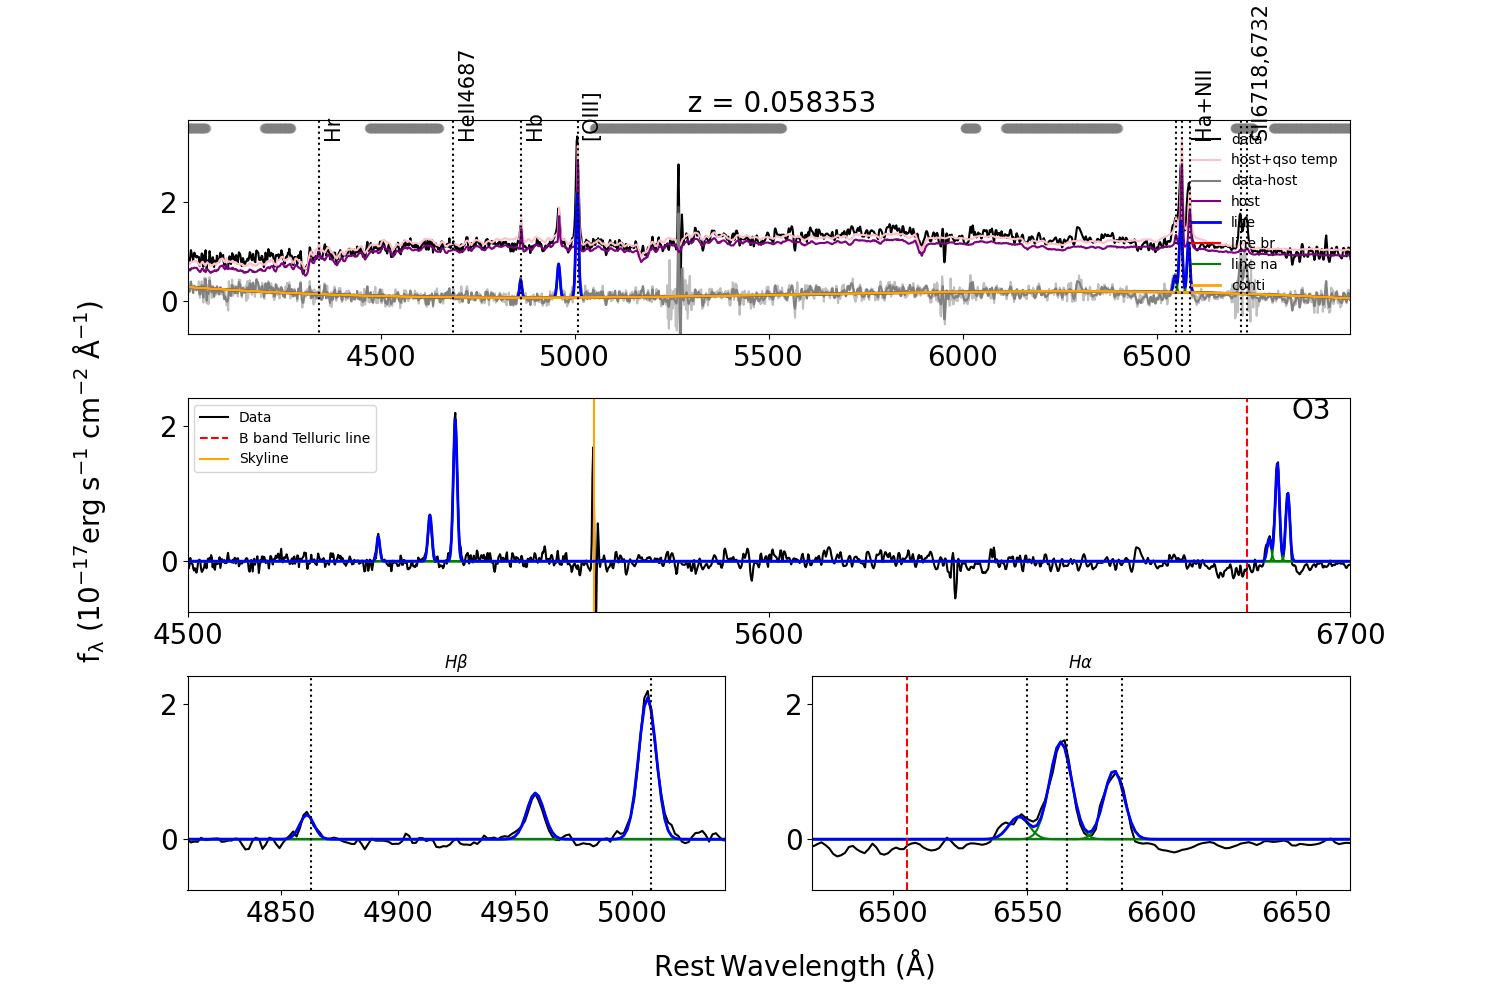 z = 0.058353
Hr
HeII4687
Hb
[OIII]
Ha+NII
SII6718,6732
data
host+qso temp
data-host
host
line
line br
line na
conti
2
0
4500 5000 5500 6000 6500
Data
B band Telluric line
Skyline
O3
2
0
4500 5600 6700
fλ (10⁻¹⁷erg s⁻¹ cm⁻² Å⁻¹)
Hβ
2
0
4850 4900 4950 5000
Hα
2
0
6500 6550 6600 6650
Rest Wavelength (Å)